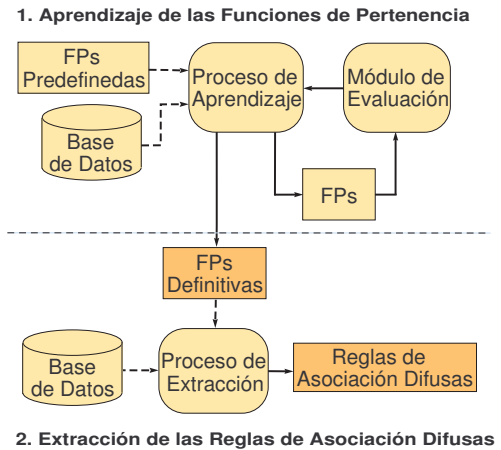 1. Aprendizaje de las Funciones de Pertenencia
FPs
Predefinedas
Proceso de
Aprendizaje
Módulo de
Evaluación
Base
de Datos
FPs
FPs
Definitivas
Base
de Datos
Proceso de
Extracción
Reglas de
Asociación Difusas
2. Extracción de las Reglas de Asociación Difusas